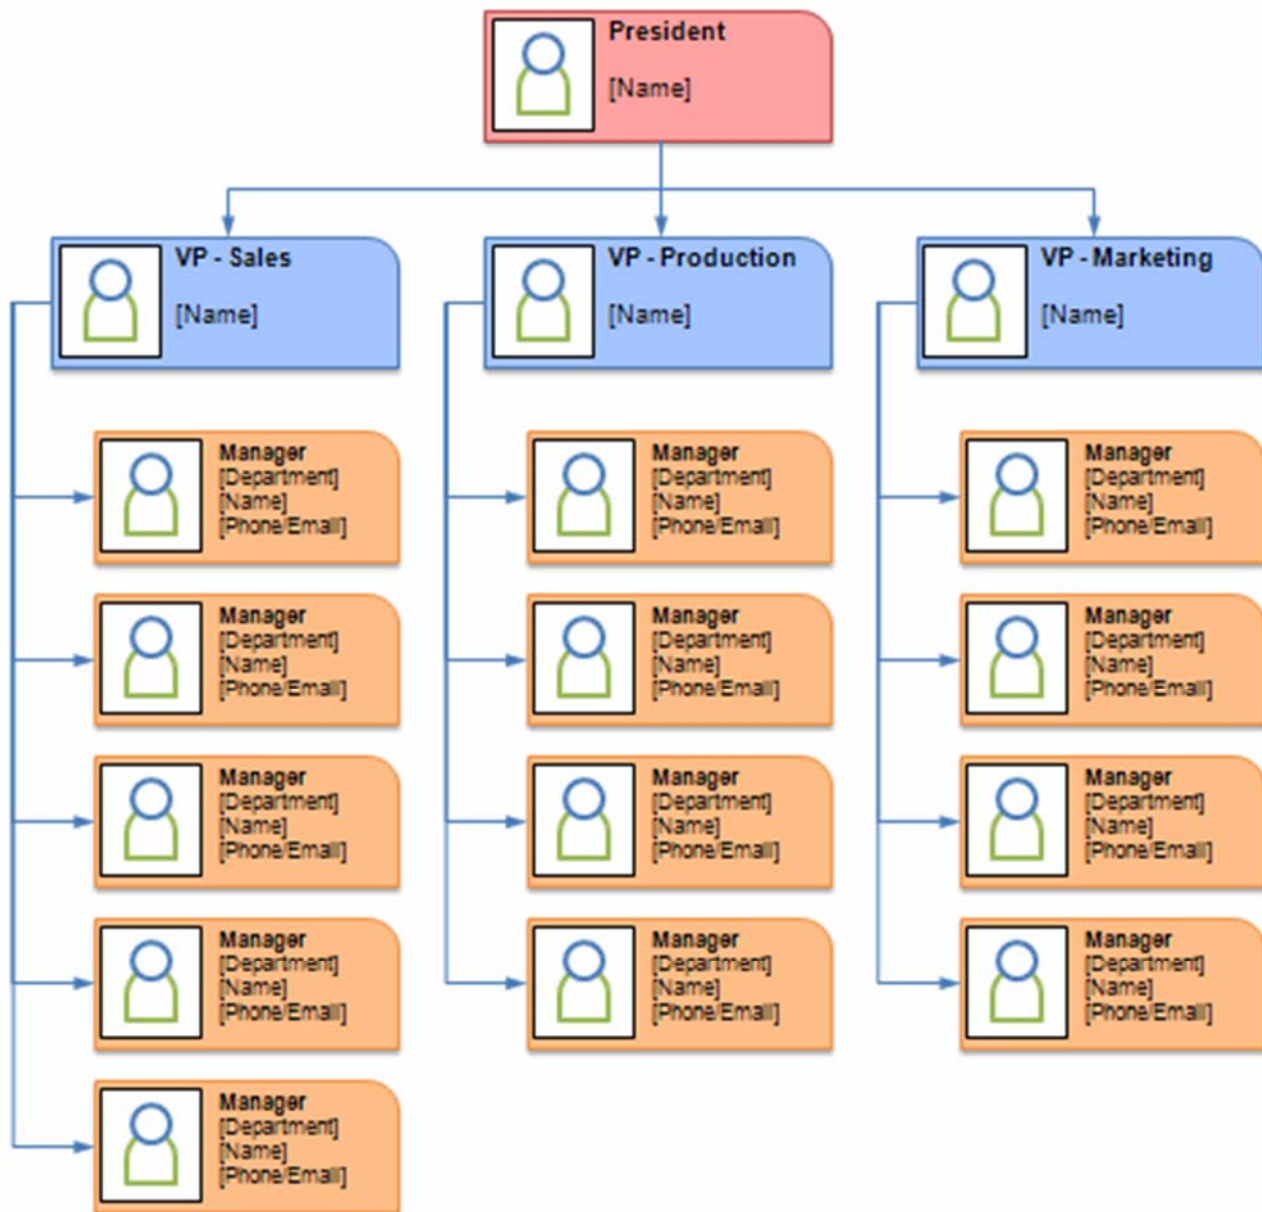 President
[Name]
VP - Sales
[Name]
VP - Production
[Name]
VP - Marketing
[Name]
Manager
[Department]
[Name]
[Phone/Email]
Manager
[Department]
[Name]
[Phone/Email]
Manager
[Department]
[Name]
[Phone/Email]
Manager
[Department]
[Name]
[Phone/Email]
Manager
[Department]
[Name]
[Phone/Email]
Manager
[Department]
[Name]
[Phone/Email]
Manager
[Department]
[Name]
[Phone/Email]
Manager
[Department]
[Name]
[Phone/Email]
Manager
[Department]
[Name]
[Phone/Email]
Manager
[Department]
[Name]
[Phone/Email]
Manager
[Department]
[Name]
[Phone/Email]
Manager
[Department]
[Name]
[Phone/Email]
Manager
[Department]
[Name]
[Phone/Email]